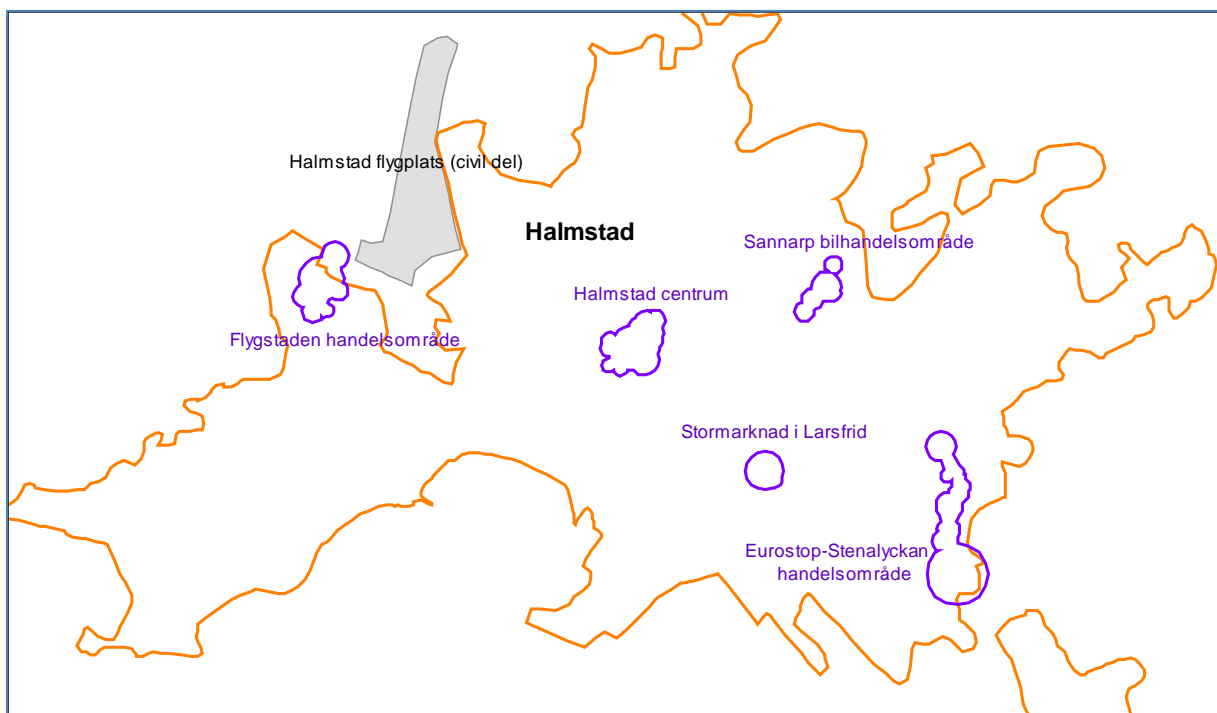 Halmstad flygplats (civil del)
Halmstad
Sannarp bilhandelsområde
Halmstad centrum
Flygstaden handelsområde
Stormarknad i Larsfrid
Eurostop-Stenalyckan
handelsområde